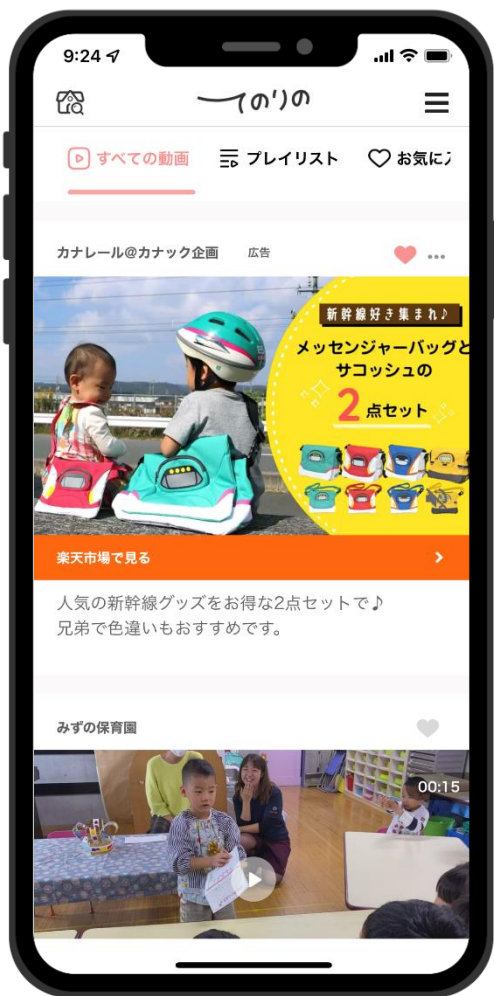 9:24
てのりの
すべての動画 プレイリスト お気に入
カナレール@カナック企画 広告
新幹線好き集まれ♪
メッセンジャーバッグと
サコッシュの
2点セット
楽天市場で見る
人気の新幹線グッズをお得な2点セットで♪
兄弟で色違いもおすすめです。
みずの保育園
00:15